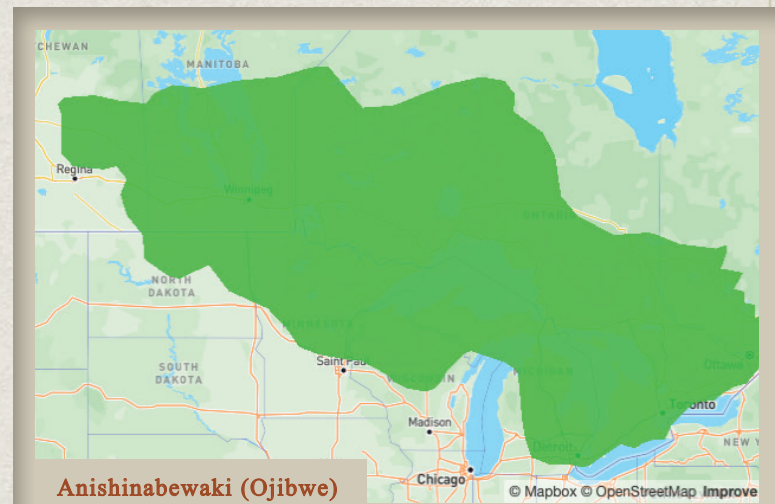 CHEWAN
MANITOBA
Regina
Winnipeg
ONTARIO
NORTH
DAKOTA
MINNESOTA
Saint Pau
Ottawa
SOUTH
DAKOTA
WISCONSIN
MICHIGAN
Toronto
Madison
Detroit
NEW Y
Chicago
Anishinabewaki (Ojibwe)
© Mapbox © OpenStreetMap Improve